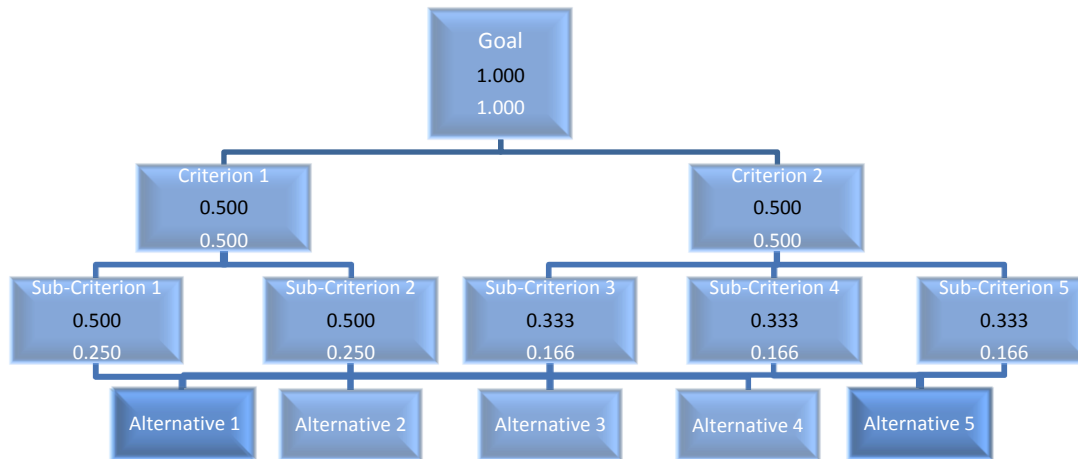 Goal
1.000
1.000
Criterion 1
0.500
0.500
Criterion 2
0.500
0.500
Sub-Criterion 1
0.500
0.250
Sub-Criterion 2
0.500
0.250
Sub-Criterion 3
0.333
0.166
Sub-Criterion 4
0.333
0.166
Sub-Criterion 5
0.333
0.166
Alternative 1
Alternative 2
Alternative 3
Alternative 4
Alternative 5